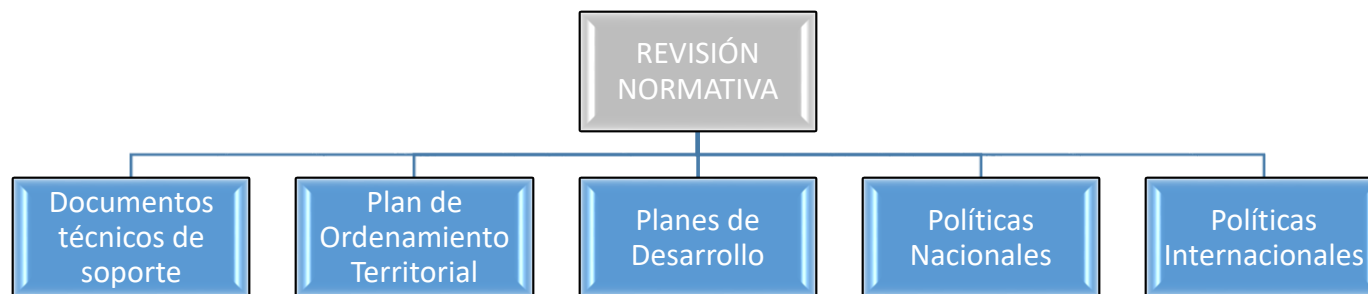 REVISIÓN
NORMATIVA
Documentos
técnicos de
soporte
Plan de
Ordenamiento
Territorial
Planes de
Desarrollo
Políticas
Nacionales
Políticas
Internacionales